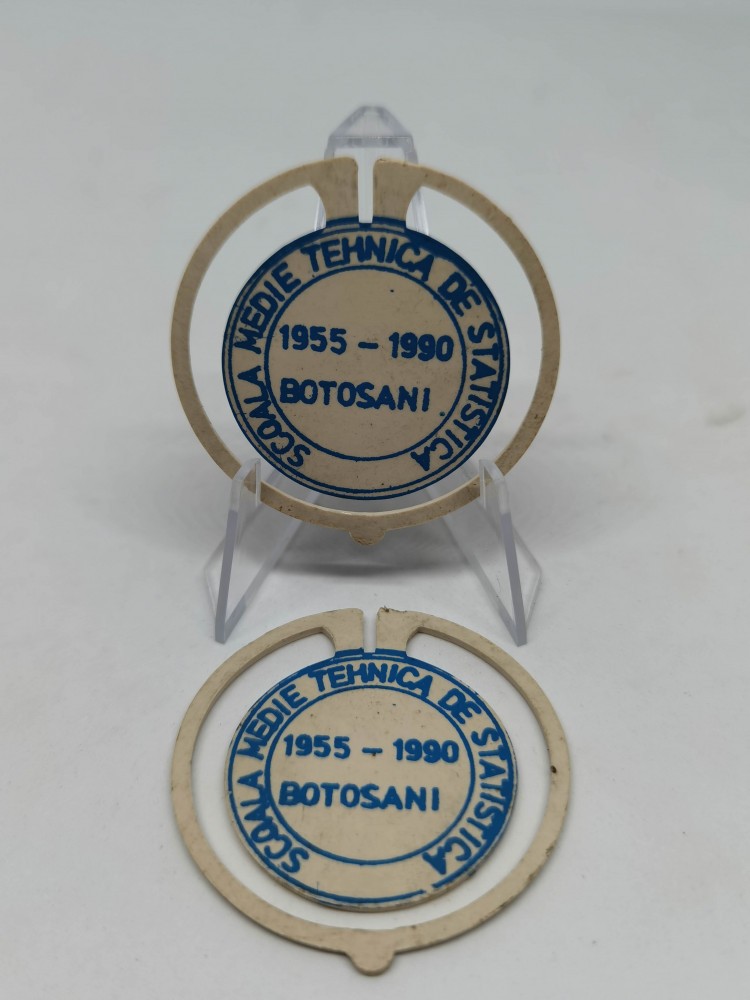 SCOALA MEDIE TEHNICA DE STATISTICA
1955 - 1990
BOTOSANI
SCOALA MEDIE TEHNICA DE STATISTICA
1955 - 1990
BOTOSANI